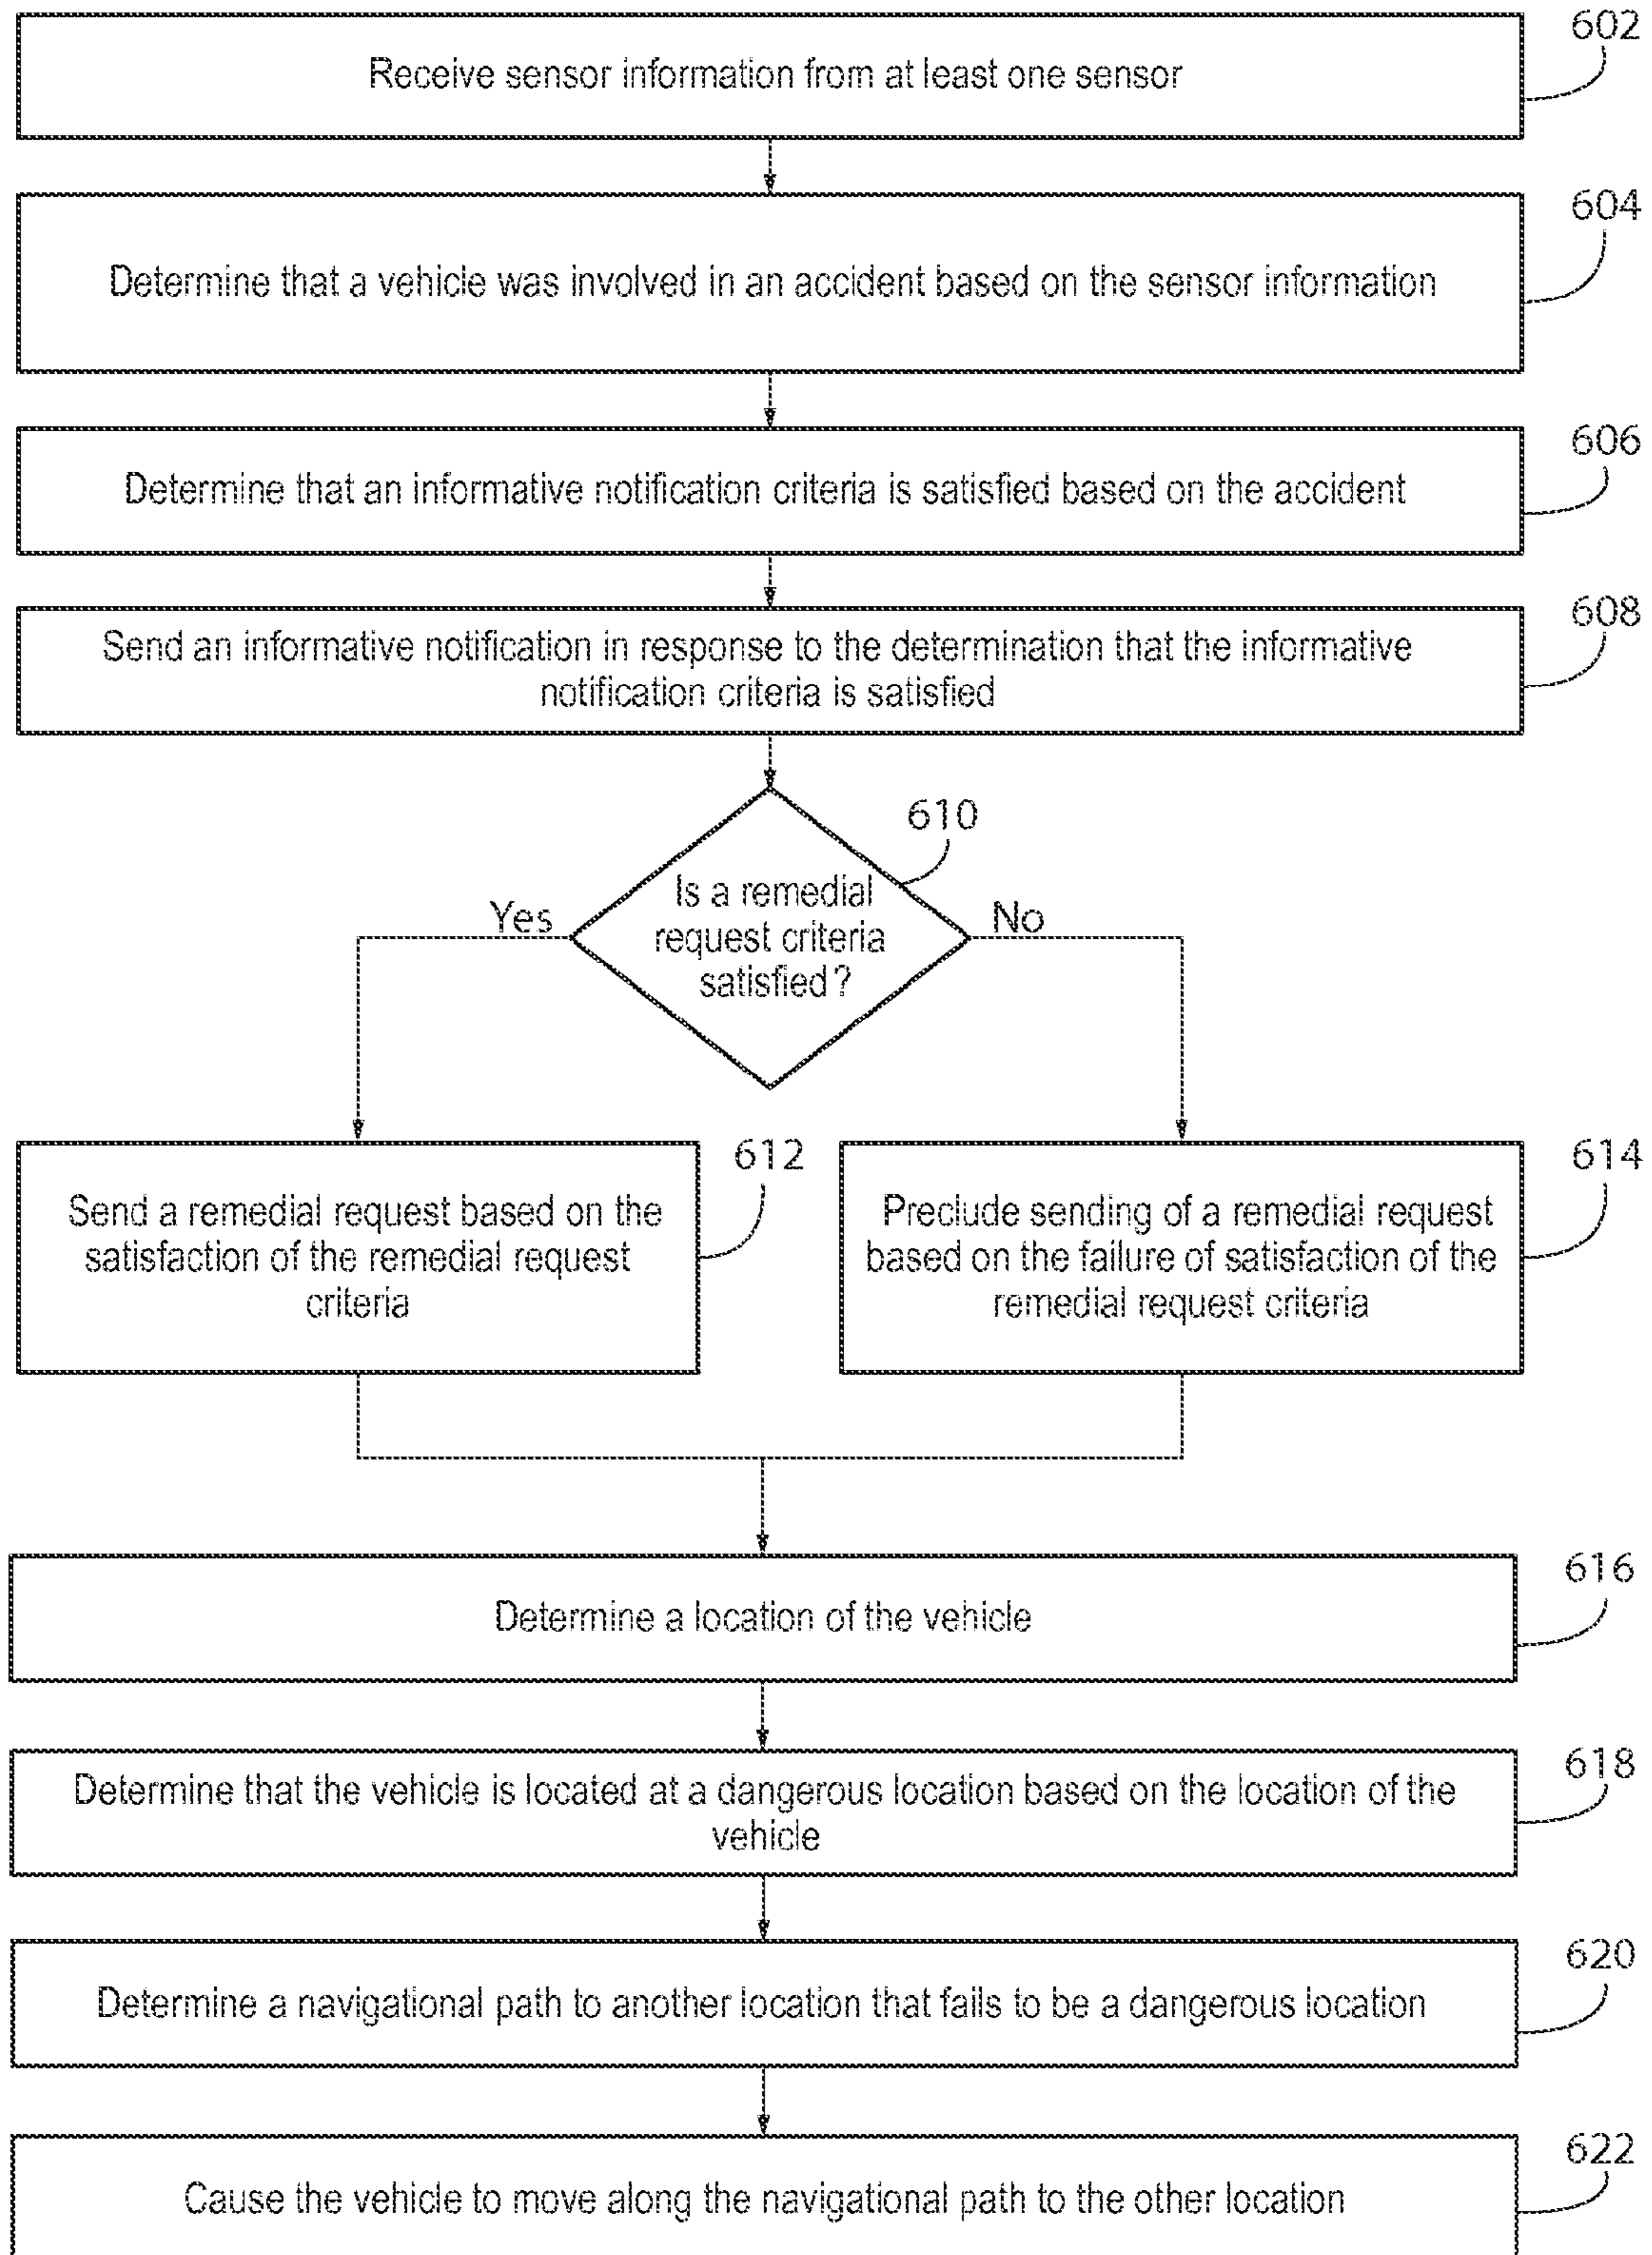 602
Receive sensor information from at least one sensor
604
Determine that a vehicle was involved in an accident based on the sensor information
606
Determine that an informative notification criteria is satisfied based on the accident
608
Send an informative notification in response to the determination that the informative
notification criteria is satisfied
610
Is a remedial
request criteria
satisfied?
Yes
No
612
Send a remedial request based on the
satisfaction of the remedial request
criteria
614
Preclude sending of a remedial request
based on the failure of satisfaction of the
remedial request criteria
616
Determine a location of the vehicle
618
Determine that the vehicle is located at a dangerous location based on the location of the
vehicle
620
Determine a navigational path to another location that fails to be a dangerous location
622
Cause the vehicle to move along the navigational path to the other location